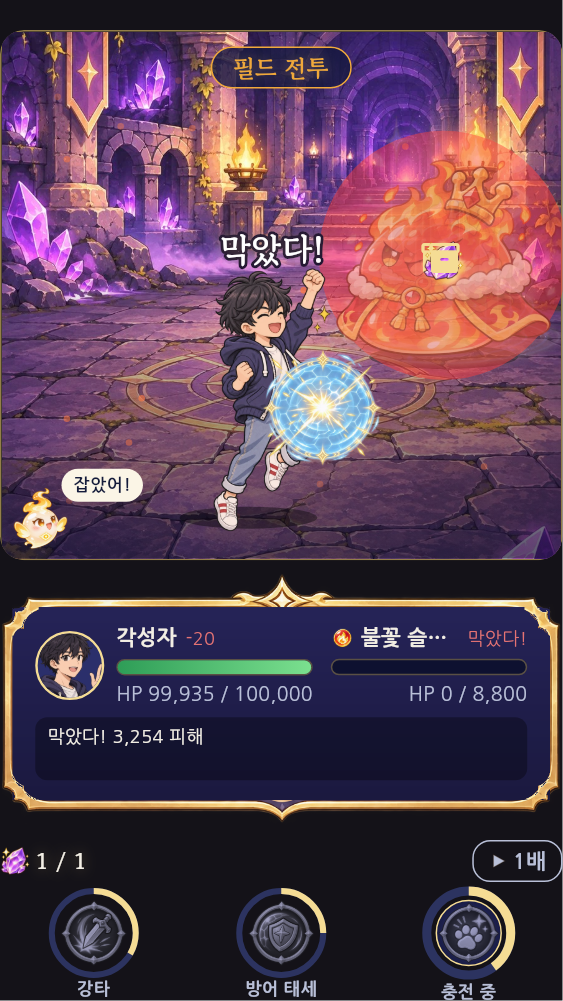 필드 전투
막았다!
잡았어!
각성자 -20
불꽃 슬… 막았다!
HP 99,935 / 100,000
HP 0 / 8,800
막았다! 3,254 피해
1 / 1
▶ 1배
강타
방어 태세
충전 중